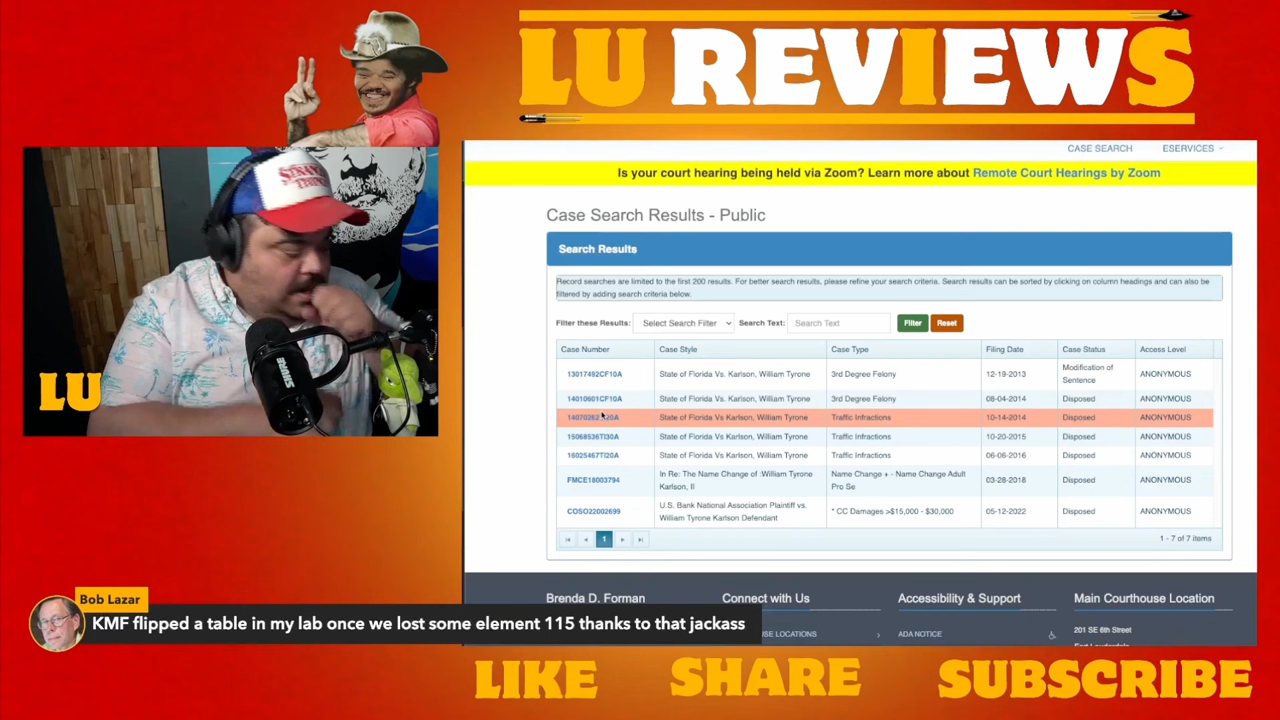 LU REVIEWS
CASE SEARCH ESERVICES
Is your court hearing being held via Zoom? Learn more about Remote Court Hearings by Zoom
Case Search Results - Public
Search Results
Record searches are limited to the first 200 results. For better search results, please refine your search criteria. Search results can be sorted by clicking on column headings and can also be
filtered by adding search criteria below.
Filter these Results: Select Search Filter Search Text: Search Text Filter Reset
Case Number Case Style Case Type Filing Date Case Status Access Level
13017492CF10A State of Florida Vs. Karlson, William Tyrone 3rd Degree Felony 12-19-2013 Modification of Sentence ANONYMOUS
14010601CF10A State of Florida Vs. Karlson, William Tyrone 3rd Degree Felony 08-04-2014 Disposed ANONYMOUS
State of Florida Vs Karlson, William Tyrone Traffic Infractions 10-14-2014 Disposed ANONYMOUS
15068536TI30A State of Florida Vs Karlson, William Tyrone Traffic Infractions 10-20-2015 Disposed ANONYMOUS
16025467TI20A State of Florida Vs Karlson, William Tyrone Traffic Infractions 06-06-2016 Disposed ANONYMOUS
FMCE18003794 In Re: The Name Change of :William Tyrone Karlson, II Name Change + - Name Change Adult Pro Se 03-28-2018 Disposed ANONYMOUS
COSO22002699 U.S. Bank National Association Plaintiff vs. William Tyrone Karlson Defendant * CC Damages >$15,000 - $30,000 05-12-2022 Disposed ANONYMOUS
1 1 - 7 of 7 items
Brenda D. Forman Connect with Us Accessibility & Support Main Courthouse Location
USE LOCATIONS ADA NOTICE 201 SE 6th Street
LU
SHURE
Bob Lazar
KMF flipped a table in my lab once we lost some element 115 thanks to that jackass
LIKE SHARE SUBSCRIBE